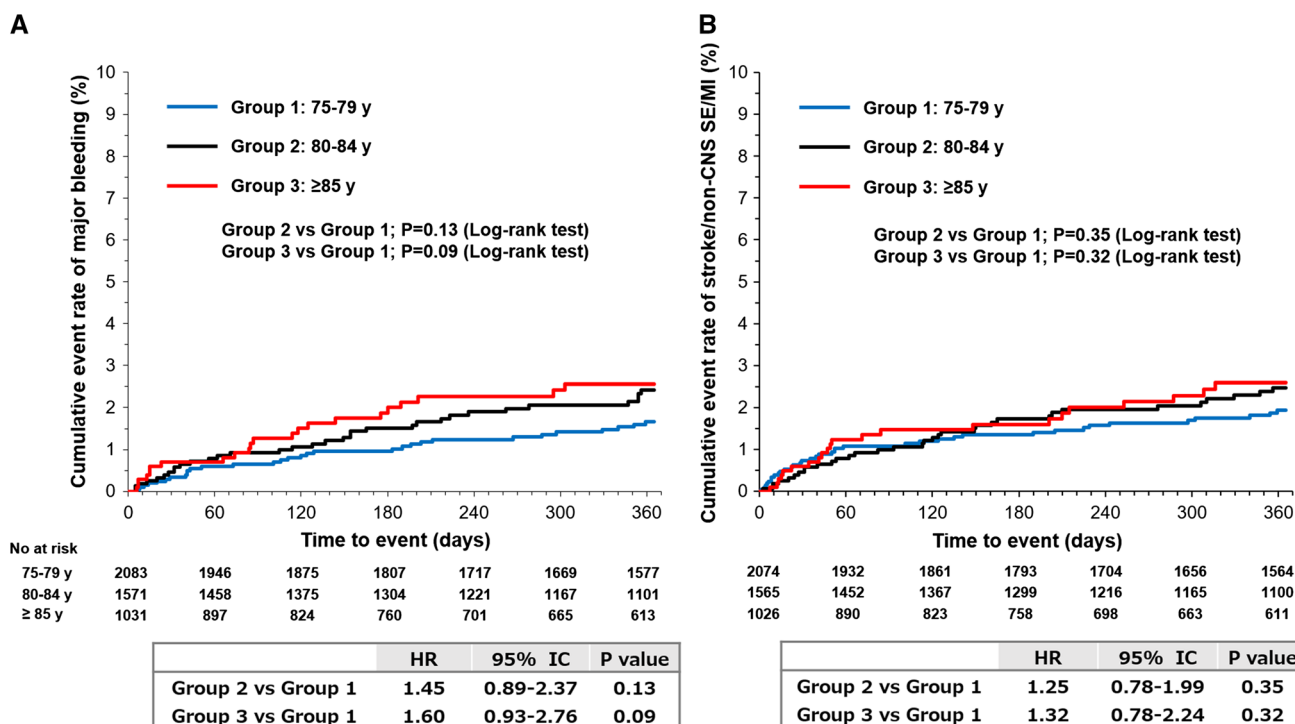 A
Cumulative event rate of major bleeding (%)
10
9
8
7
6
5
4
3
2
1
0
Group 1: 75-79 y
Group 2: 80-84 y
Group 3: ≥85 y
Group 2 vs Group 1; P=0.13 (Log-rank test)
Group 3 vs Group 1; P=0.09 (Log-rank test)
0 60 120 180 240 300 360
Time to event (days)
No at risk
75-79 y 2083 1946 1875 1807 1717 1669 1577
80-84 y 1571 1458 1375 1304 1221 1167 1101
≥ 85 y 1031 897 824 760 701 665 613
HR 95% IC P value
Group 2 vs Group 1 1.45 0.89-2.37 0.13
Group 3 vs Group 1 1.60 0.93-2.76 0.09
B
Cumulative event rate of stroke/non-CNS SE/MI (%)
10
9
8
7
6
5
4
3
2
1
0
Group 1: 75-79 y
Group 2: 80-84 y
Group 3: ≥85 y
Group 2 vs Group 1; P=0.35 (Log-rank test)
Group 3 vs Group 1; P=0.32 (Log-rank test)
0 60 120 180 240 300 360
Time to event (days)
2074 1932 1861 1793 1704 1656 1564
1565 1452 1367 1299 1216 1165 1100
1026 890 823 758 698 663 611
HR 95% IC P value
Group 2 vs Group 1 1.25 0.78-1.99 0.35
Group 3 vs Group 1 1.32 0.78-2.24 0.32